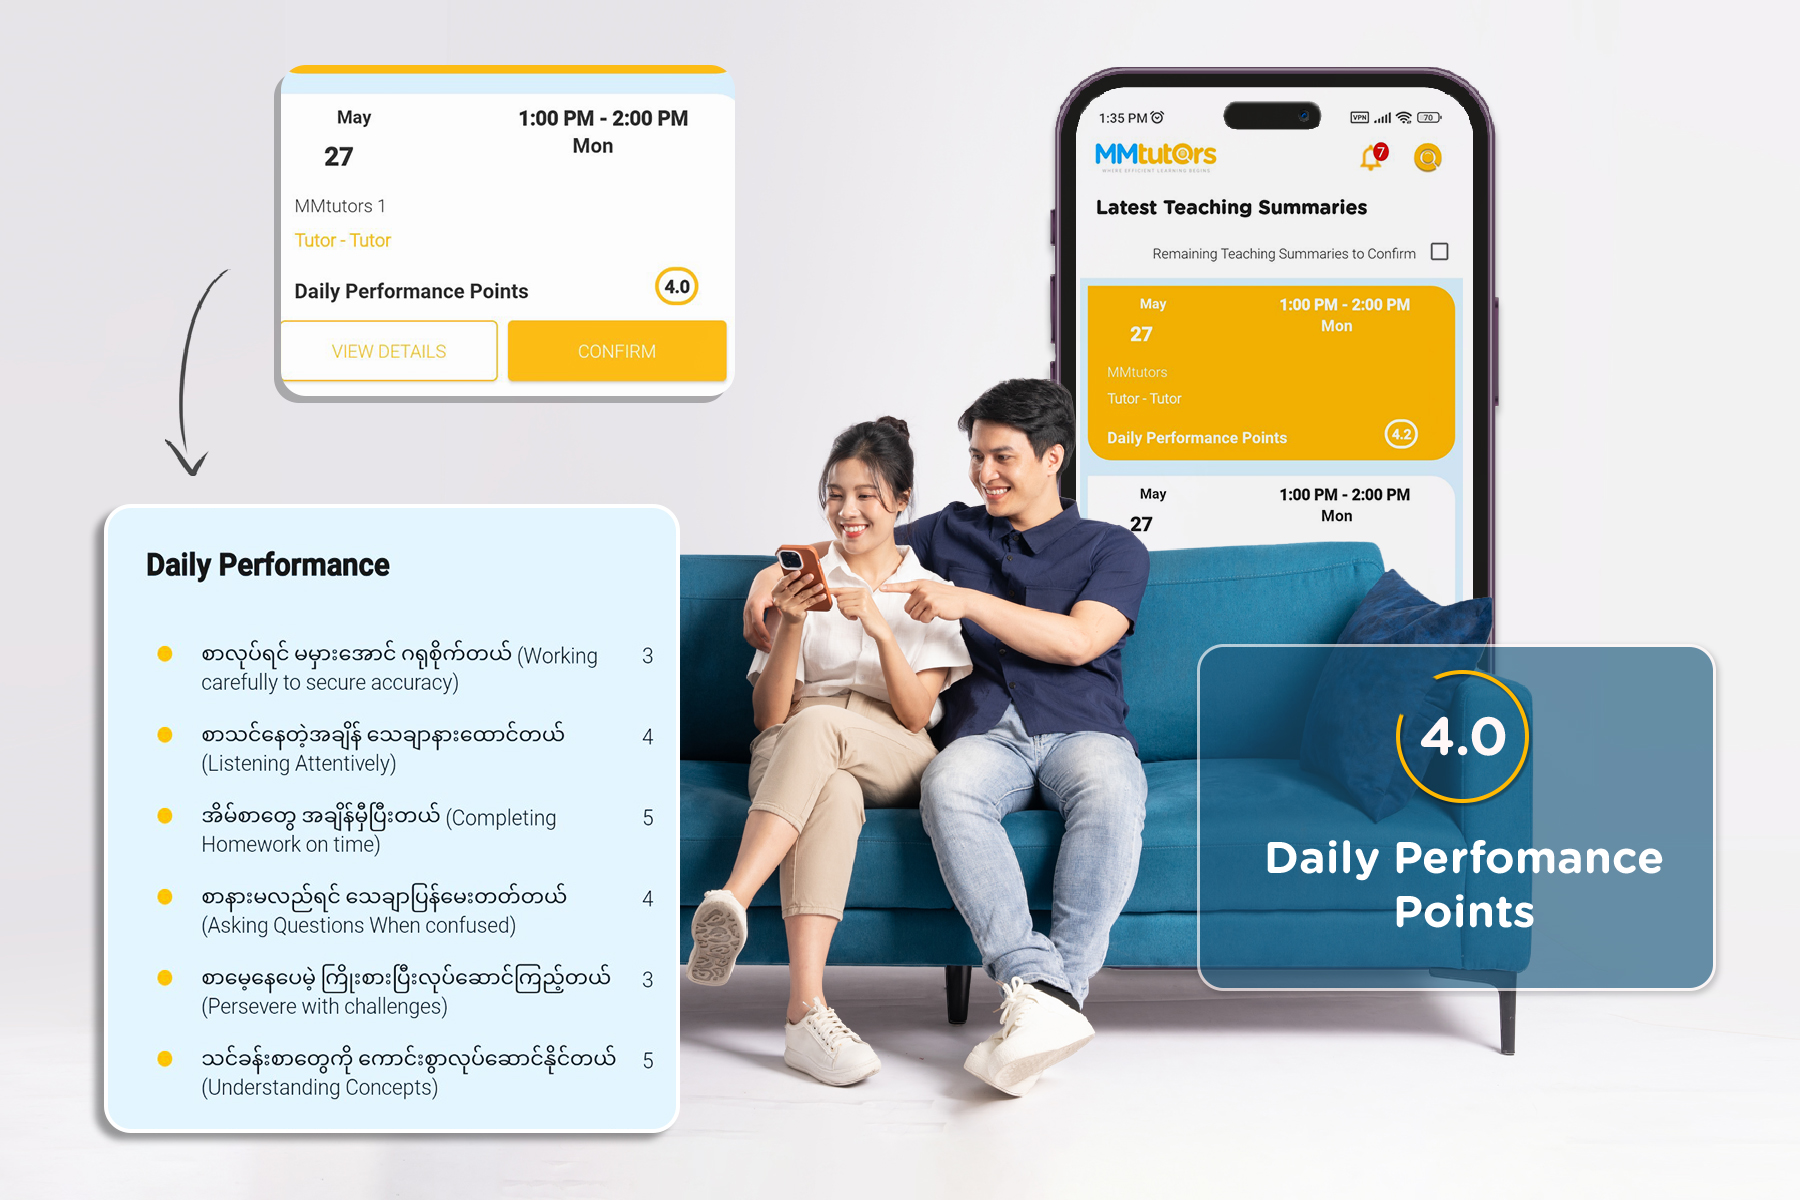 May
27
1:00 PM - 2:00 PM
Mon
MMtutors 1
Tutor - Tutor
Daily Performance Points
4.0
VIEW DETAILS
CONFIRM
Daily Performance
စာလုပ်ရင် မမှားအောင် ဂရုစိုက်တယ် (Working
carefully to secure accuracy)
3
စာသင်နေတဲ့အချိန် သေချာနားထောင်တယ်
(Listening Attentively)
4
အိမ်စာတွေ အချိန်မှီပြီးတယ် (Completing
Homework on time)
5
စာနားမလည်ရင် သေချာပြန်မေးတတ်တယ်
(Asking Questions When confused)
4
စာမေ့နေပေမဲ့ ကြိုးစားပြီးလုပ်ဆောင်ကြည့်တယ်
(Persevere with challenges)
3
သင်ခန်းစာတွေကို ကောင်းစွာလုပ်ဆောင်နိုင်တယ်
(Understanding Concepts)
5
1:35 PM
VPN
70
MMtutors
WHERE EFFICIENT LEARNING BEGINS
7
Latest Teaching Summaries
Remaining Teaching Summaries to Confirm
May
27
1:00 PM - 2:00 PM
Mon
MMtutors
Tutor - Tutor
Daily Performance Points
4.2
May
27
1:00 PM - 2:00 PM
Mon
4.0
Daily Perfomance
Points